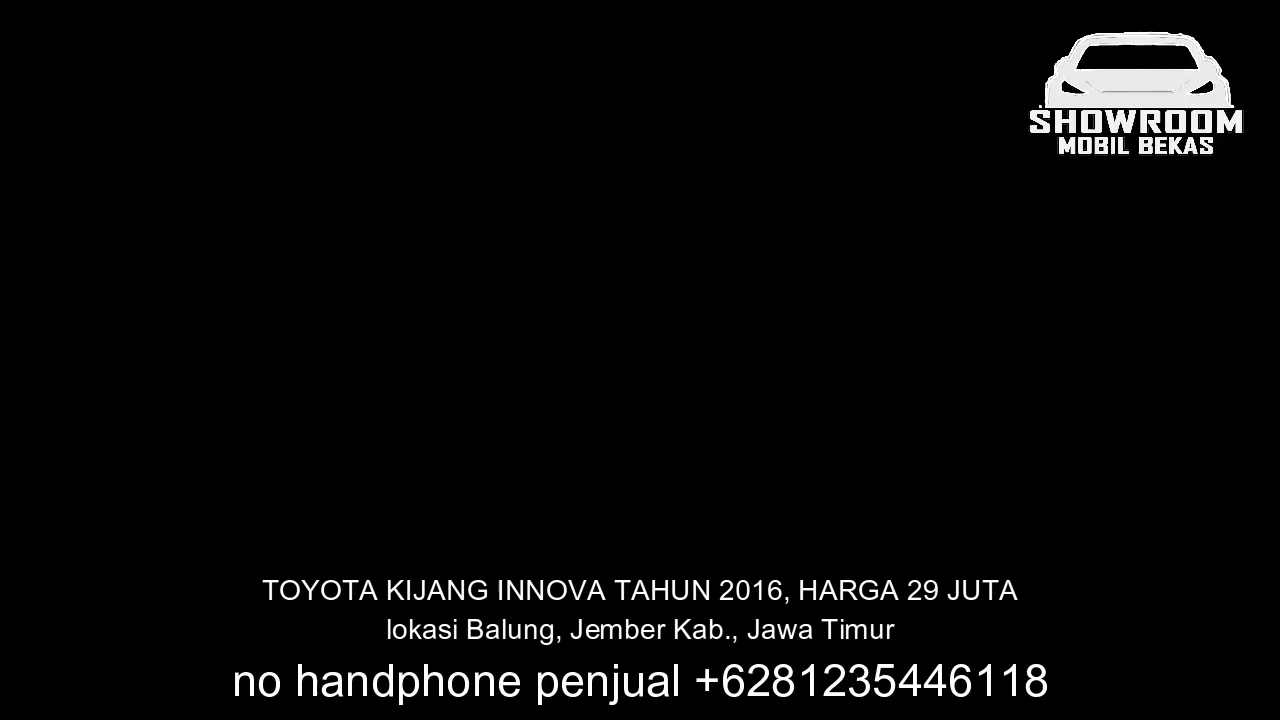 SHOWROOM
MOBIL BEKAS
TOYOTA KIJANG INNOVA TAHUN 2016, HARGA 29 JUTA
lokasi Balung, Jember Kab., Jawa Timur
no handphone penjual +6281235446118